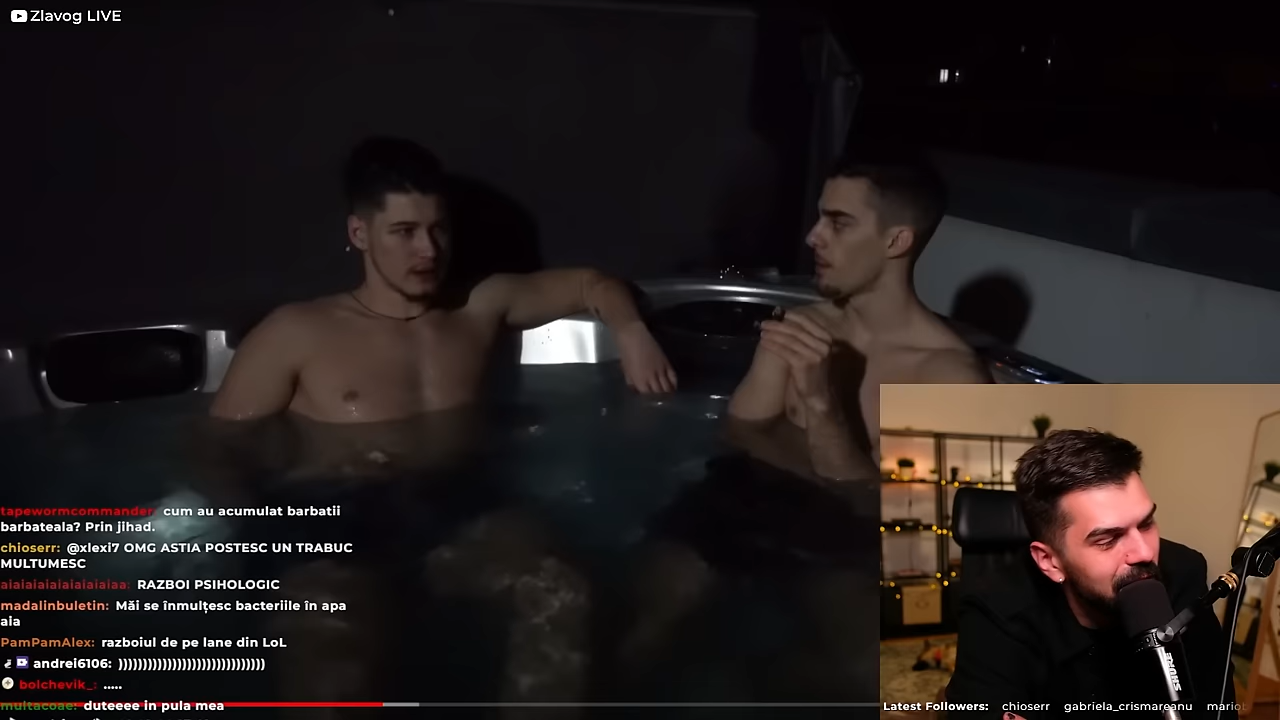 Zlavog LIVE
tapewormcommander: cum au acumulat barbatii
barbateala? Prin jihad.
chioserr: @xlexi7 OMG ASTIA POSTESC UN TRABUC
MULTUMESC
aiaiaiaiaiaiaiaiaa: RAZBOI PSIHOLOGIC
madalinbuletin: Măi se înmulțesc bacteriile în apa
aia
PamPamAlex: razboiul de pe lane din LoL
andrei6106: ))))))))))))))))))))))))))))))
bolchevik_: .....
multacoae: duteeee in pula mea
Latest Followers: chioserr gabriela_crismareanu
SHURE